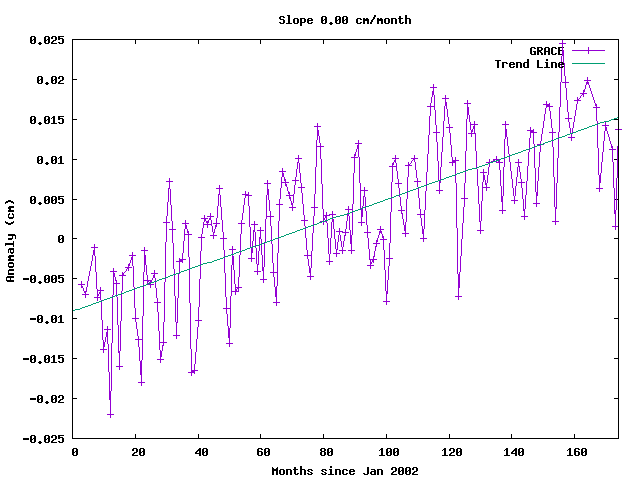 Slope 0.00 cm/month
GRACE
Trend Line
0.025
0.02
0.015
0.01
0.005
0
-0.005
-0.01
-0.015
-0.02
-0.025
Anomaly (cm)
0 20 40 60 80 100 120 140 160
Months since Jan 2002